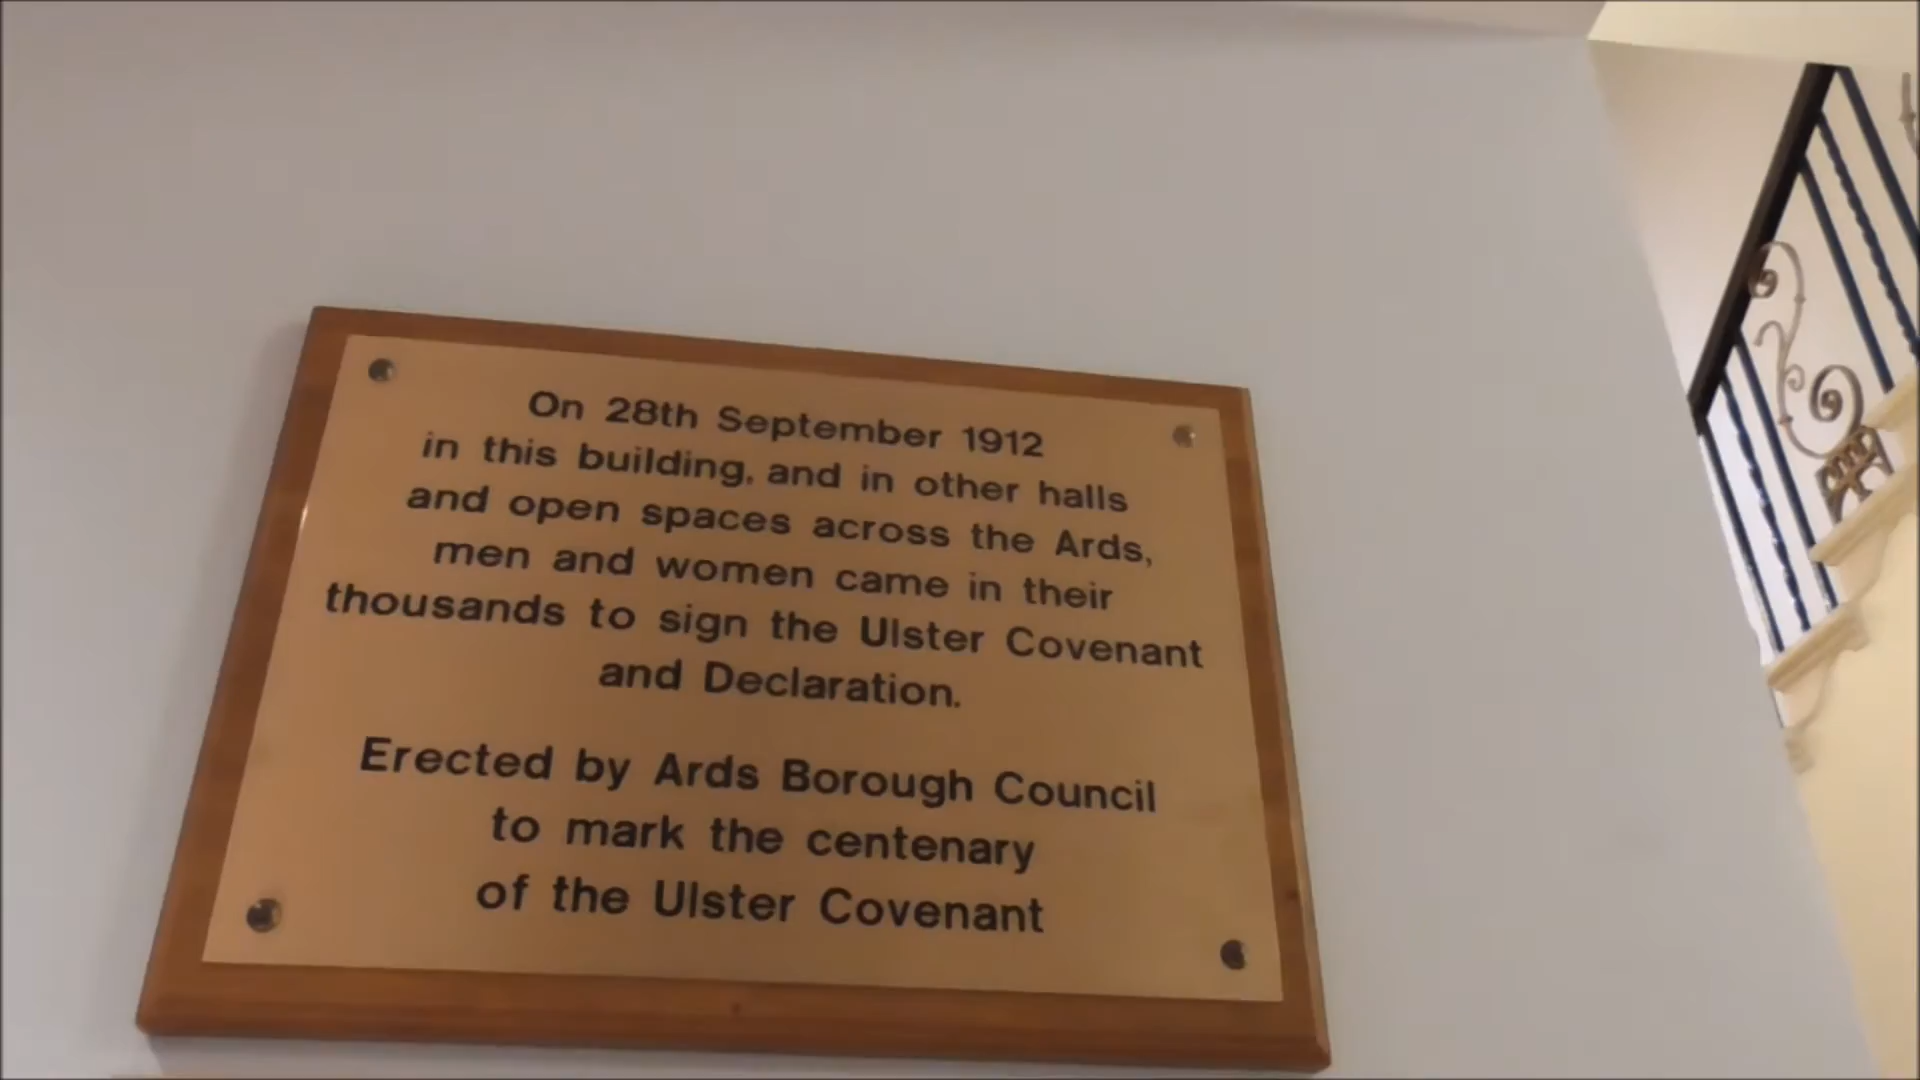 On 28th September 1912
in this building, and in other halls
and open spaces across the Ards,
men and women came in their
thousands to sign the Ulster Covenant
and Declaration.
Erected by Ards Borough Council
to mark the centenary
of the Ulster Covenant